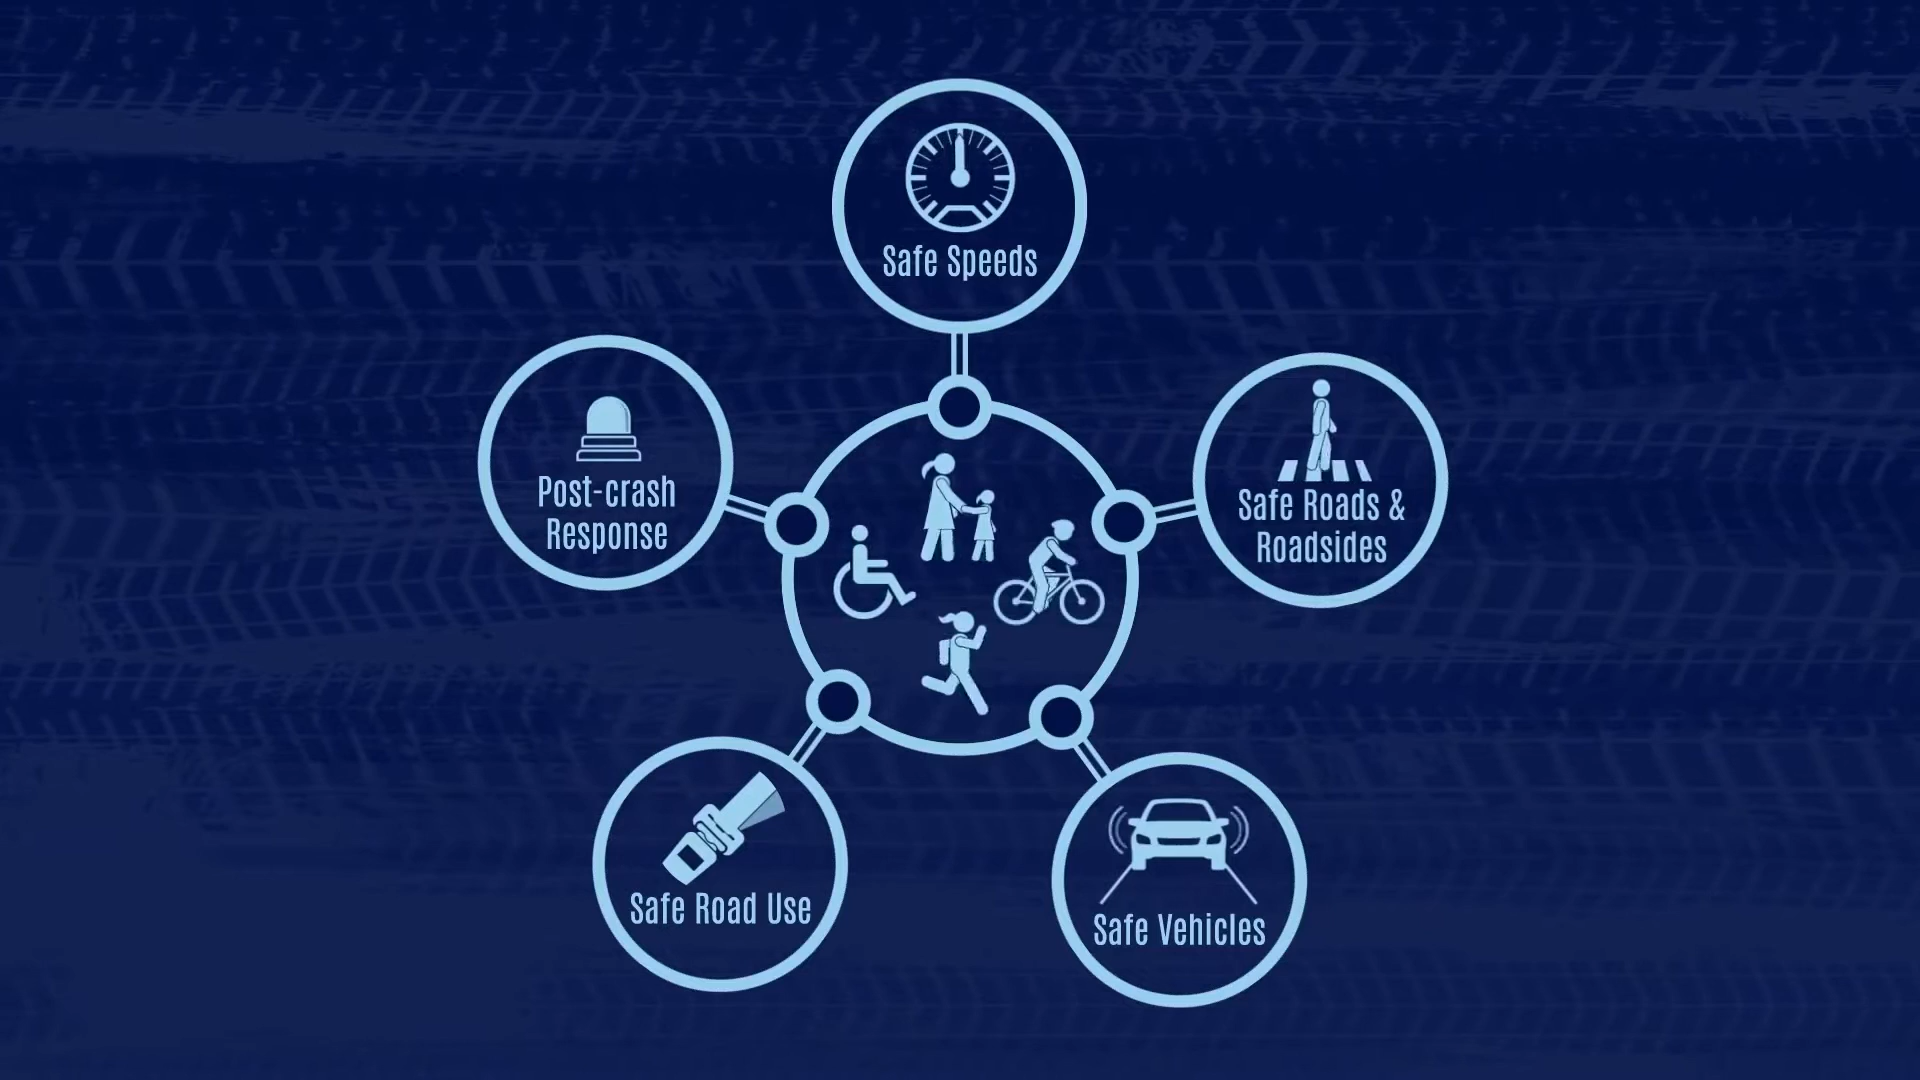 Safe Speeds
Post-crash
Response
Safe Roads &
Roadsides
Safe Road Use
Safe Vehicles